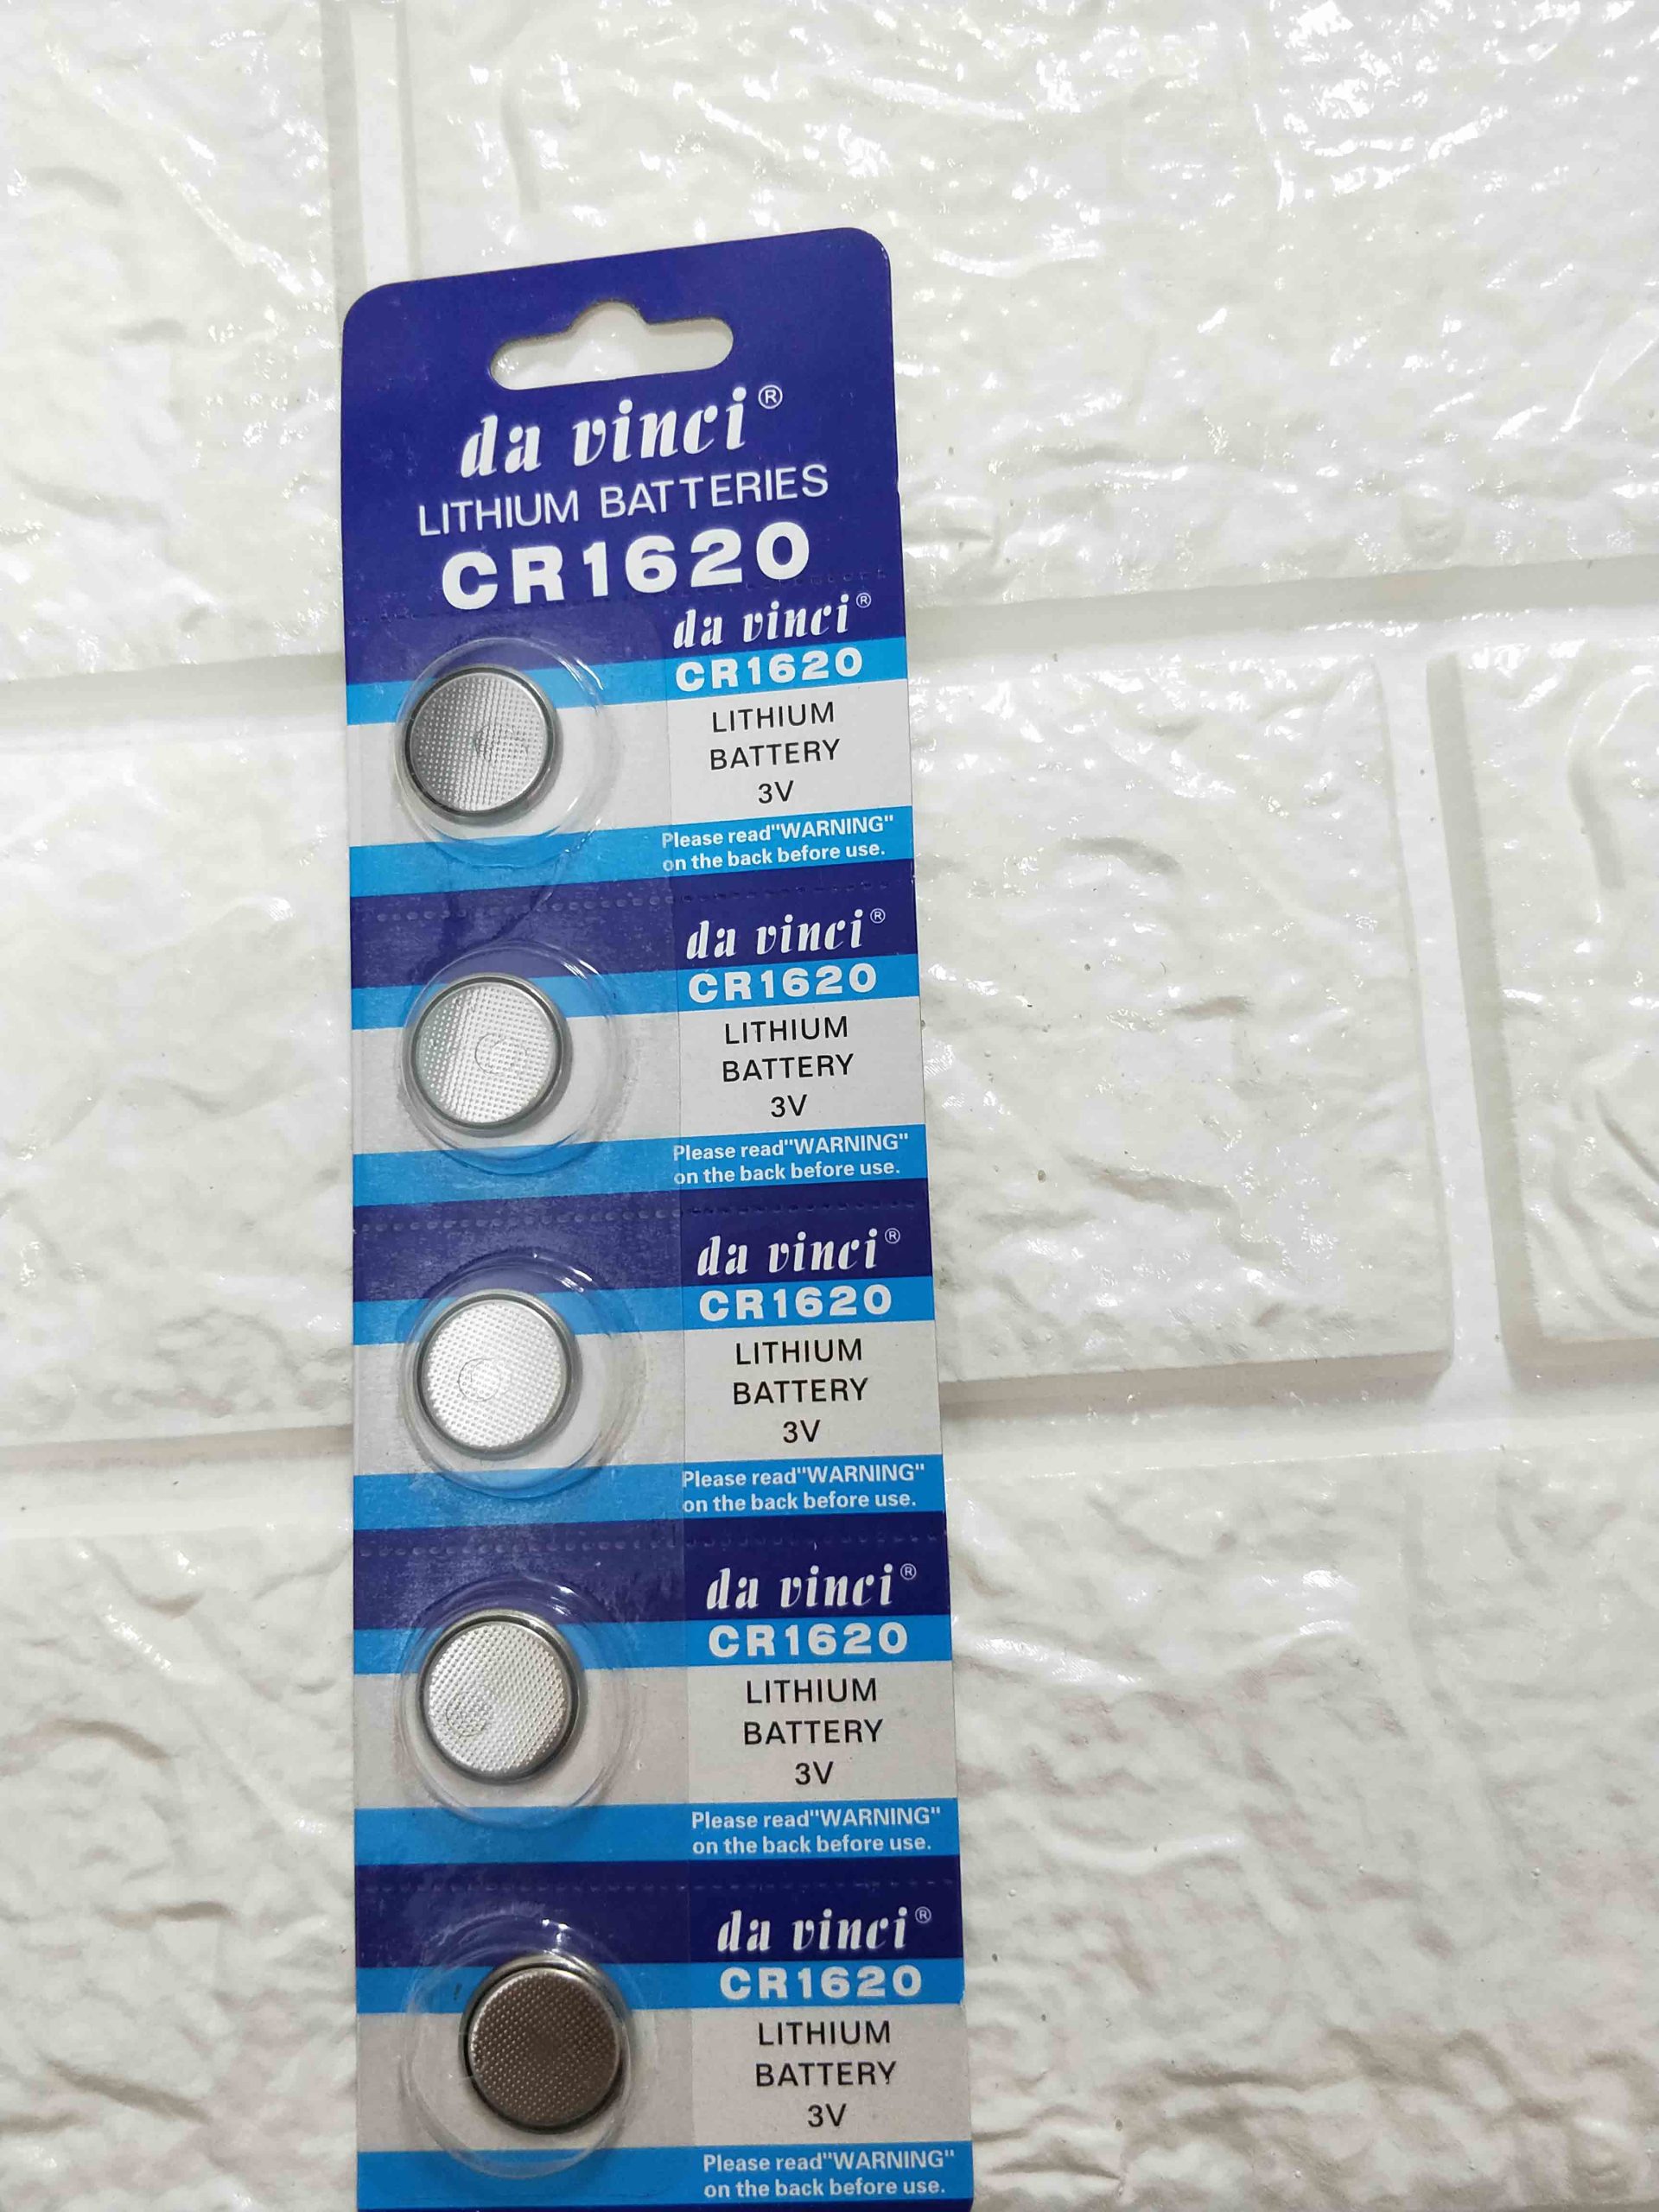 da vinci®
LITHIUM BATTERIES
CR1620
da vinci®
CR1620
LITHIUM
BATTERY
3V
Please read"WARNING"
on the back before use.
da vinci®
CR1620
LITHIUM
BATTERY
3V
Please read"WARNING"
on the back before use.
da vinci®
CR1620
LITHIUM
BATTERY
3V
Please read"WARNING"
on the back before use.
da vinci®
CR1620
LITHIUM
BATTERY
3V
Please read"WARNING"
on the back before use.
da vinci®
CR1620
LITHIUM
BATTERY
3V
Please read"WARNING"
on the back before use.